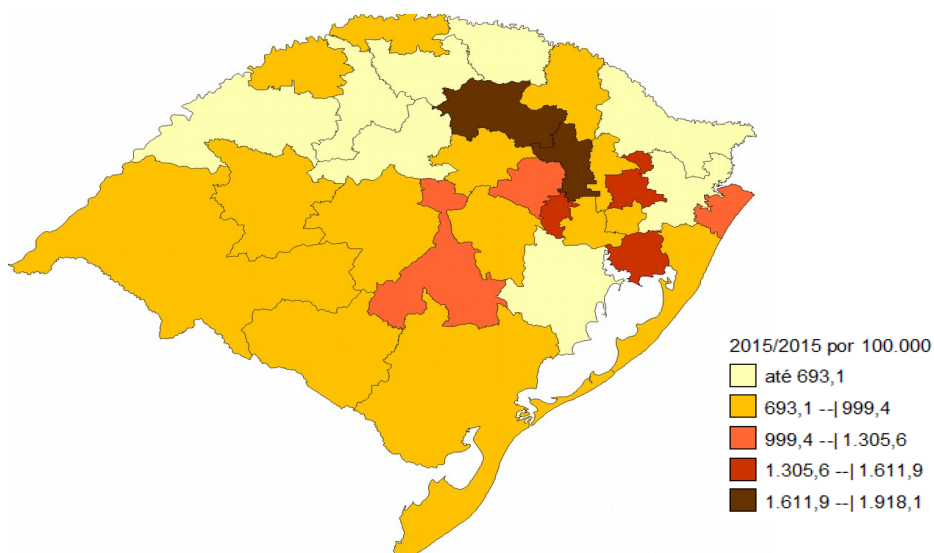 2015/2015 por 100.000
até 693,1
693,1 --| 999,4
999,4 --| 1.305,6
1.305,6 --| 1.611,9
1.611,9 --| 1.918,1